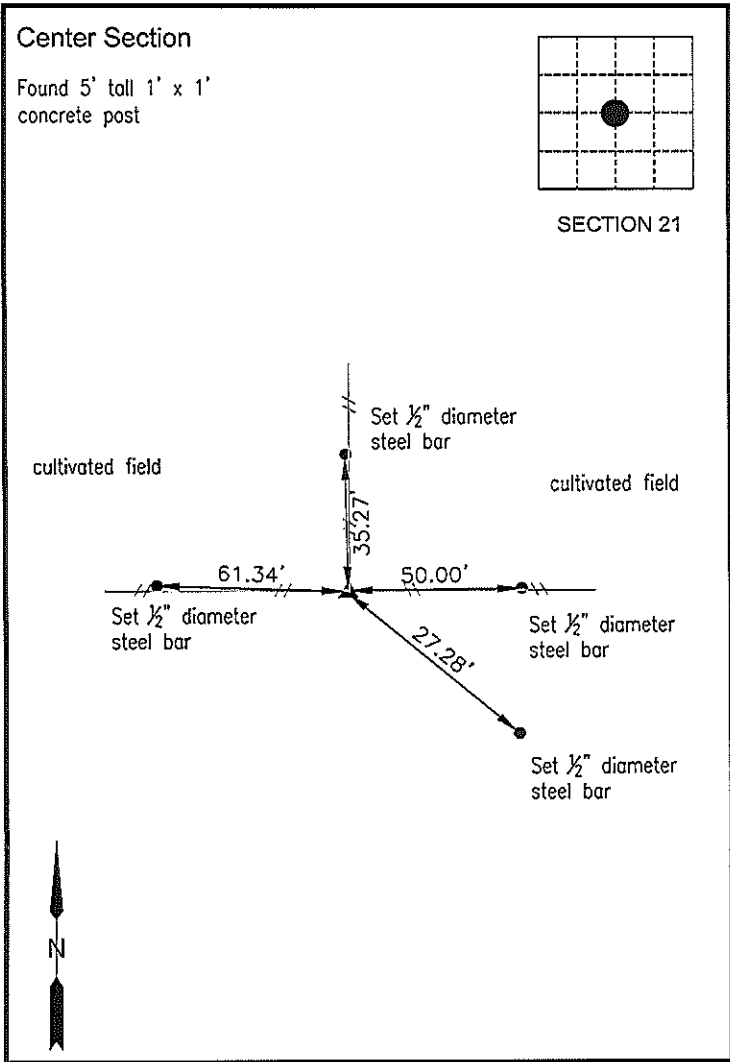 Center Section
Found 5' tall 1' x 1'
concrete post
SECTION 21
Set ½" diameter
steel bar
cultivated field
cultivated field
35.27'
61.34'
50.00'
Set ½" diameter
steel bar
Set ½" diameter
steel bar
27.28'
Set ½" diameter
steel bar
N